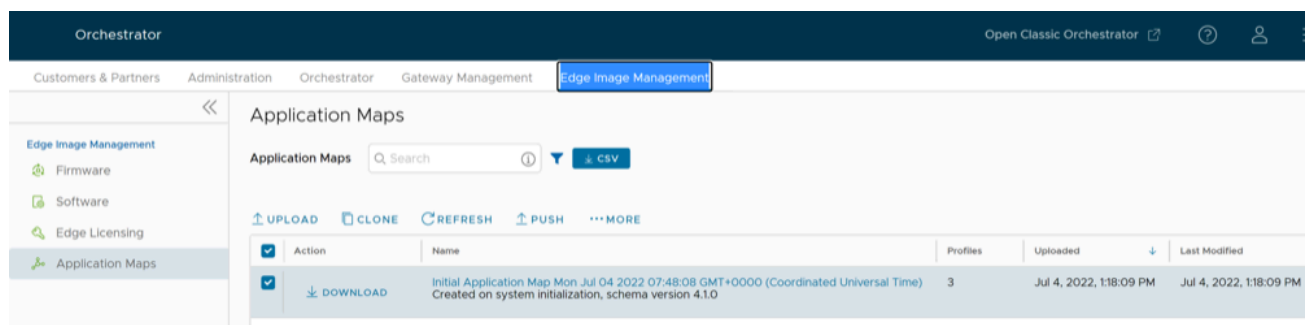 Orchestrator Open Classic Orchestrator
Customers & Partners Administration Orchestrator Gateway Management Edge Image Management
Application Maps
Edge Image Management
Application Maps Search CSV
Firmware
Software
UPLOAD CLONE REFRESH PUSH ...MORE
Edge Licensing
Action Name Profiles Uploaded Last Modified
Application Maps
DOWNLOAD Initial Application Map Mon Jul 04 2022 07:48:08 GMT+0000 (Coordinated Universal Time) 3 Jul 4, 2022, 1:18:09 PM Jul 4, 2022, 1:18:09 PM
Created on system initialization, schema version 4.1.0